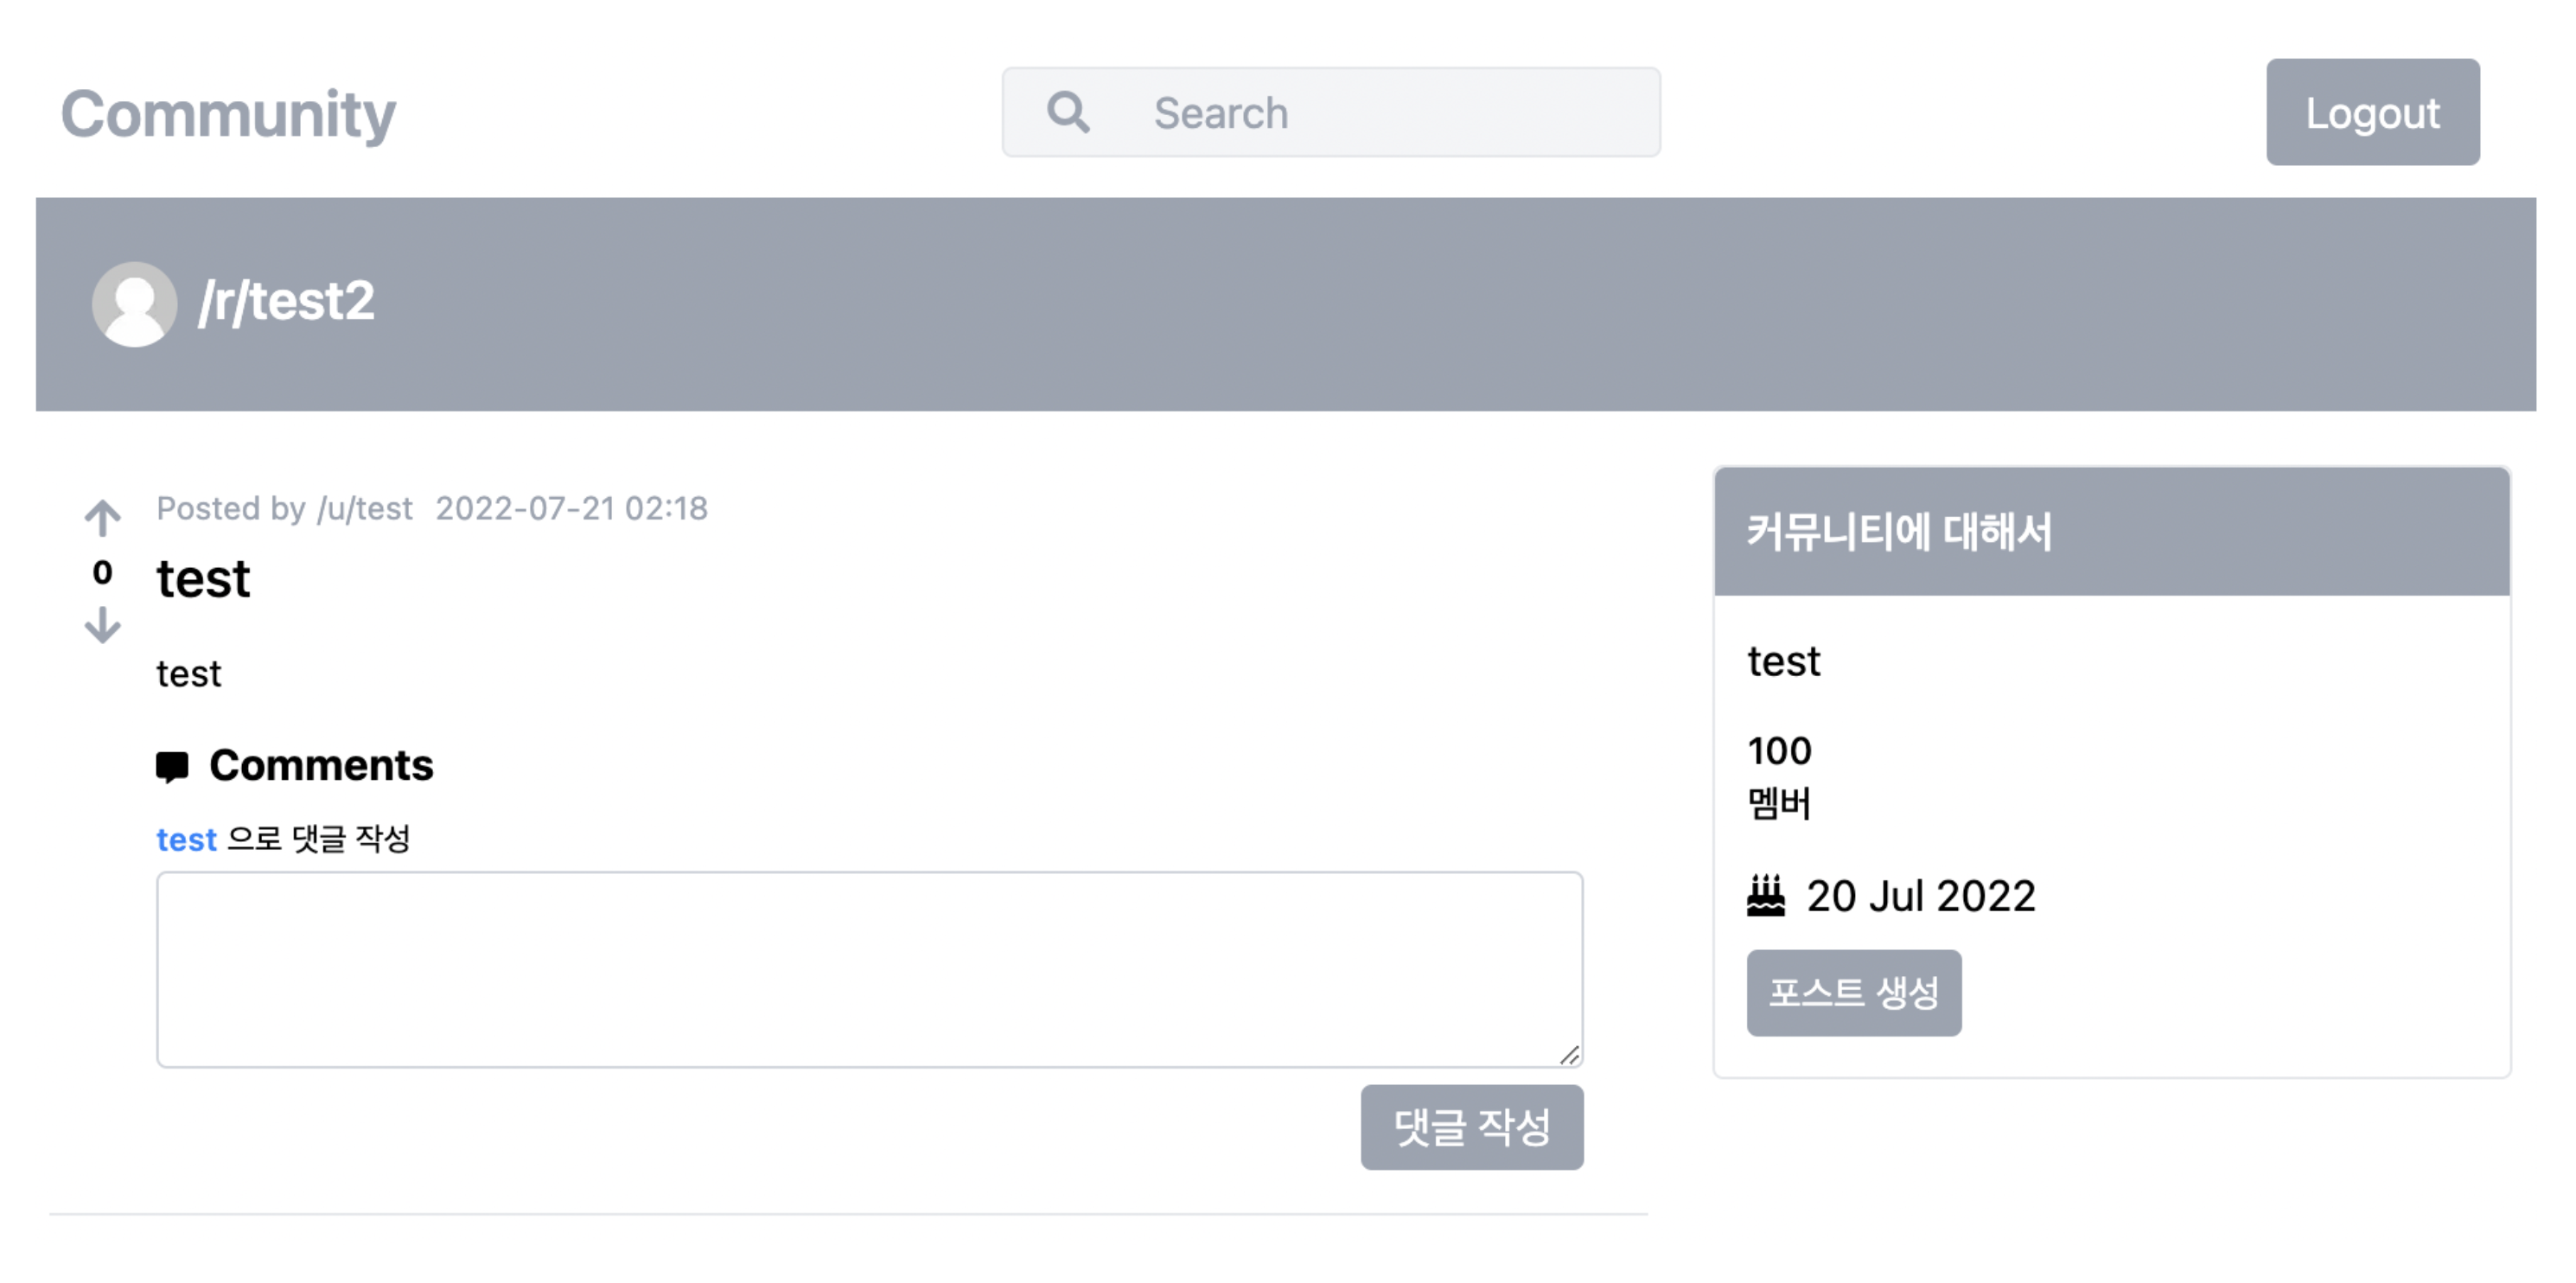 Community
Search
Logout
/r/test2
Posted by /u/test 2022-07-21 02:18
0
test
test
Comments
test 으로 댓글 작성
댓글 작성
커뮤니티에 대해서
test
100
멤버
20 Jul 2022
포스트 생성